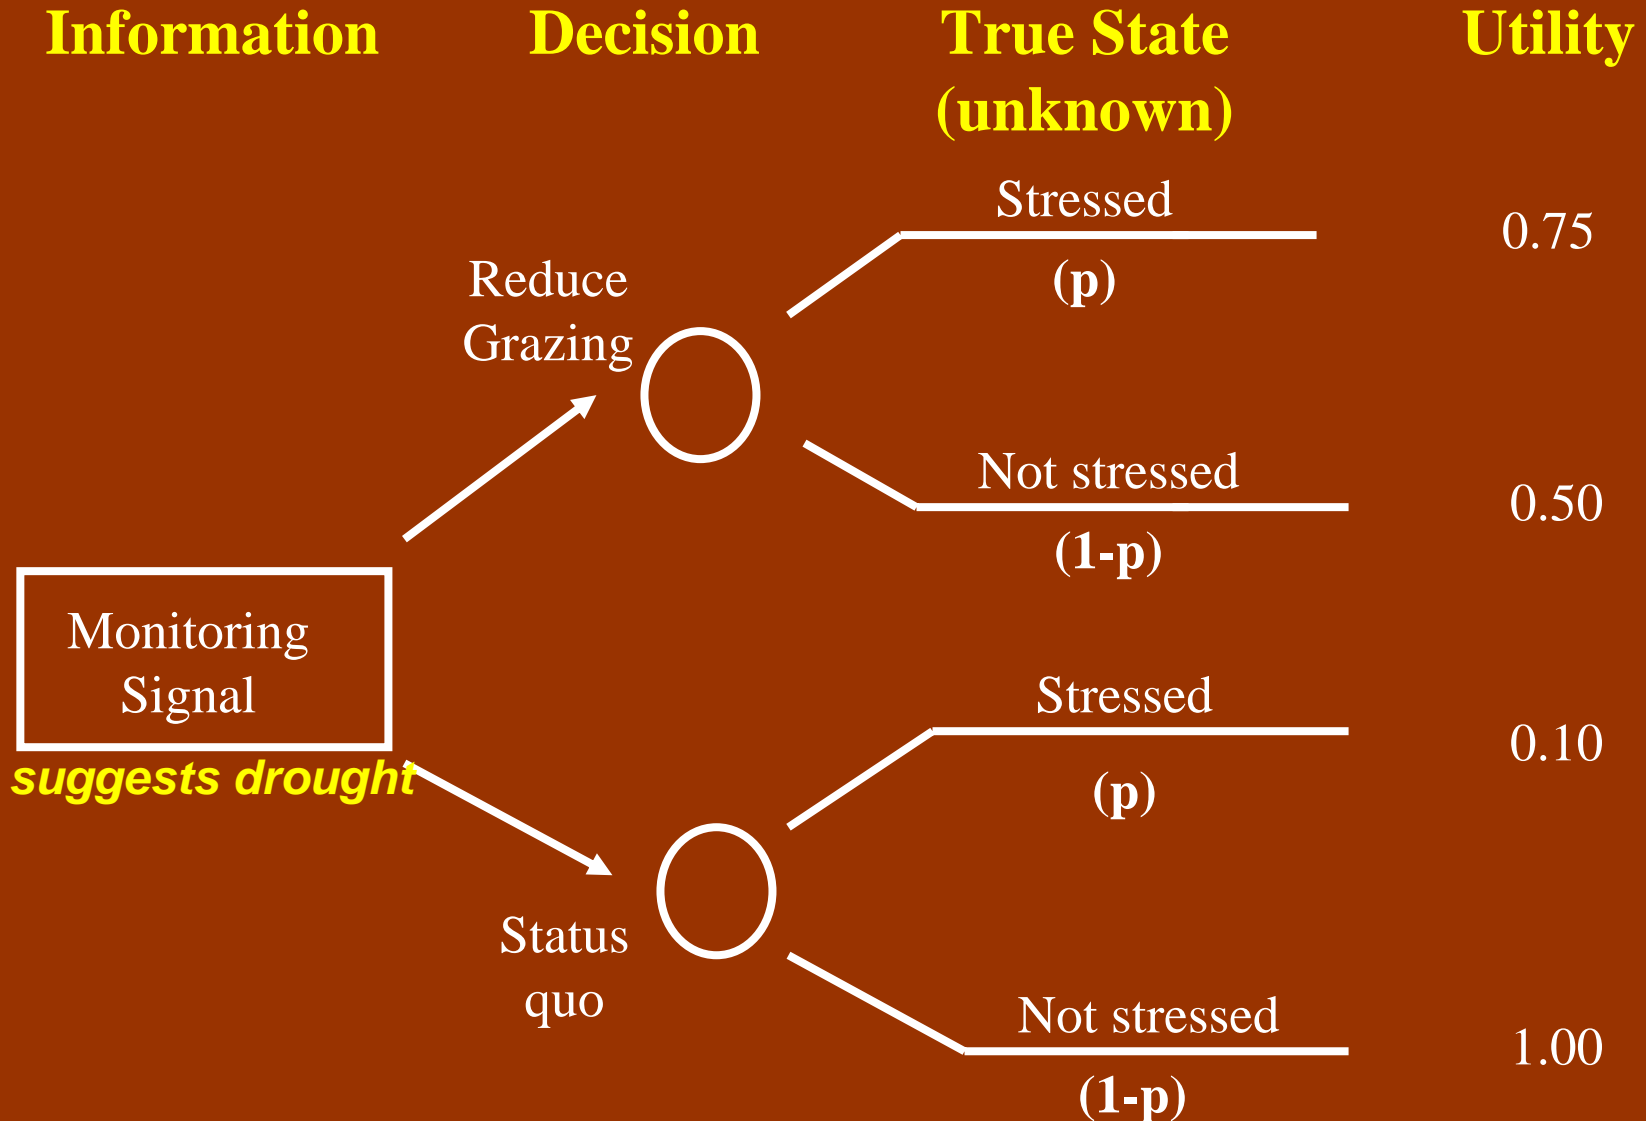 Information
Decision
True State
(unknown)
Utility
Stressed
(p)
0.75
Reduce
Grazing
Not stressed
(1-p)
0.50
Monitoring
Signal
suggests drought
Stressed
(p)
0.10
Status
quo
Not stressed
(1-p)
1.00